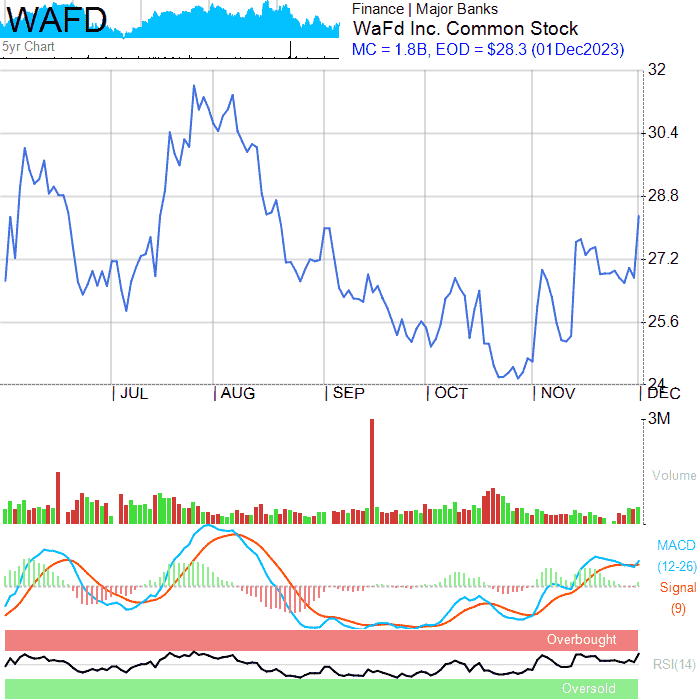 WAFD
5yr Chart
Finance | Major Banks
WaFd Inc. Common Stock
MC = 1.8B, EOD = $28.3 (01Dec2023)
32
30.4
28.8
27.2
25.6
24
JUL AUG SEP OCT NOV DEC
3M
Volume
MACD
(12-26)
Signal
(9)
Overbought
RSI(14)
Oversold